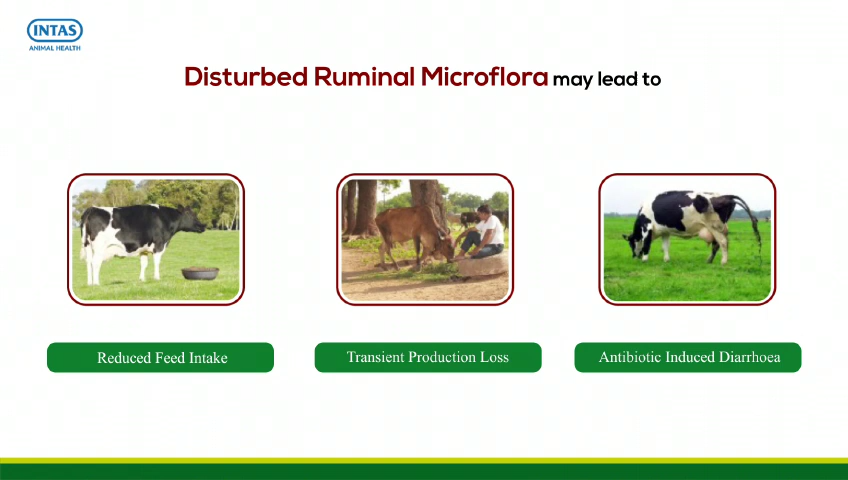 INTAS
ANIMAL HEALTH
Disturbed Ruminal Microflora may lead to
Reduced Feed Intake
Transient Production Loss
Antibiotic Induced Diarrhoea